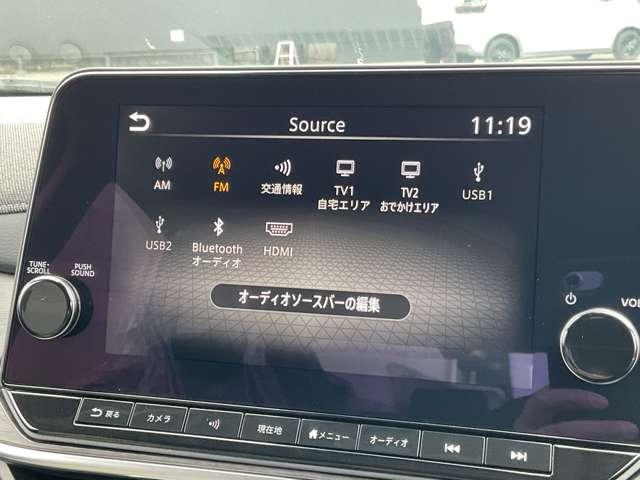 Source
11:19
AM
FM
交通情報
TV1
自宅エリア
TV2
おでかけエリア
USB1
USB2
Bluetooth
オーディオ
HDMI
オーディオソースバーの編集
TUNE・
SCROLL
PUSH
SOUND
VOL
戻る
カメラ
現在地
メニュー
オーディオ